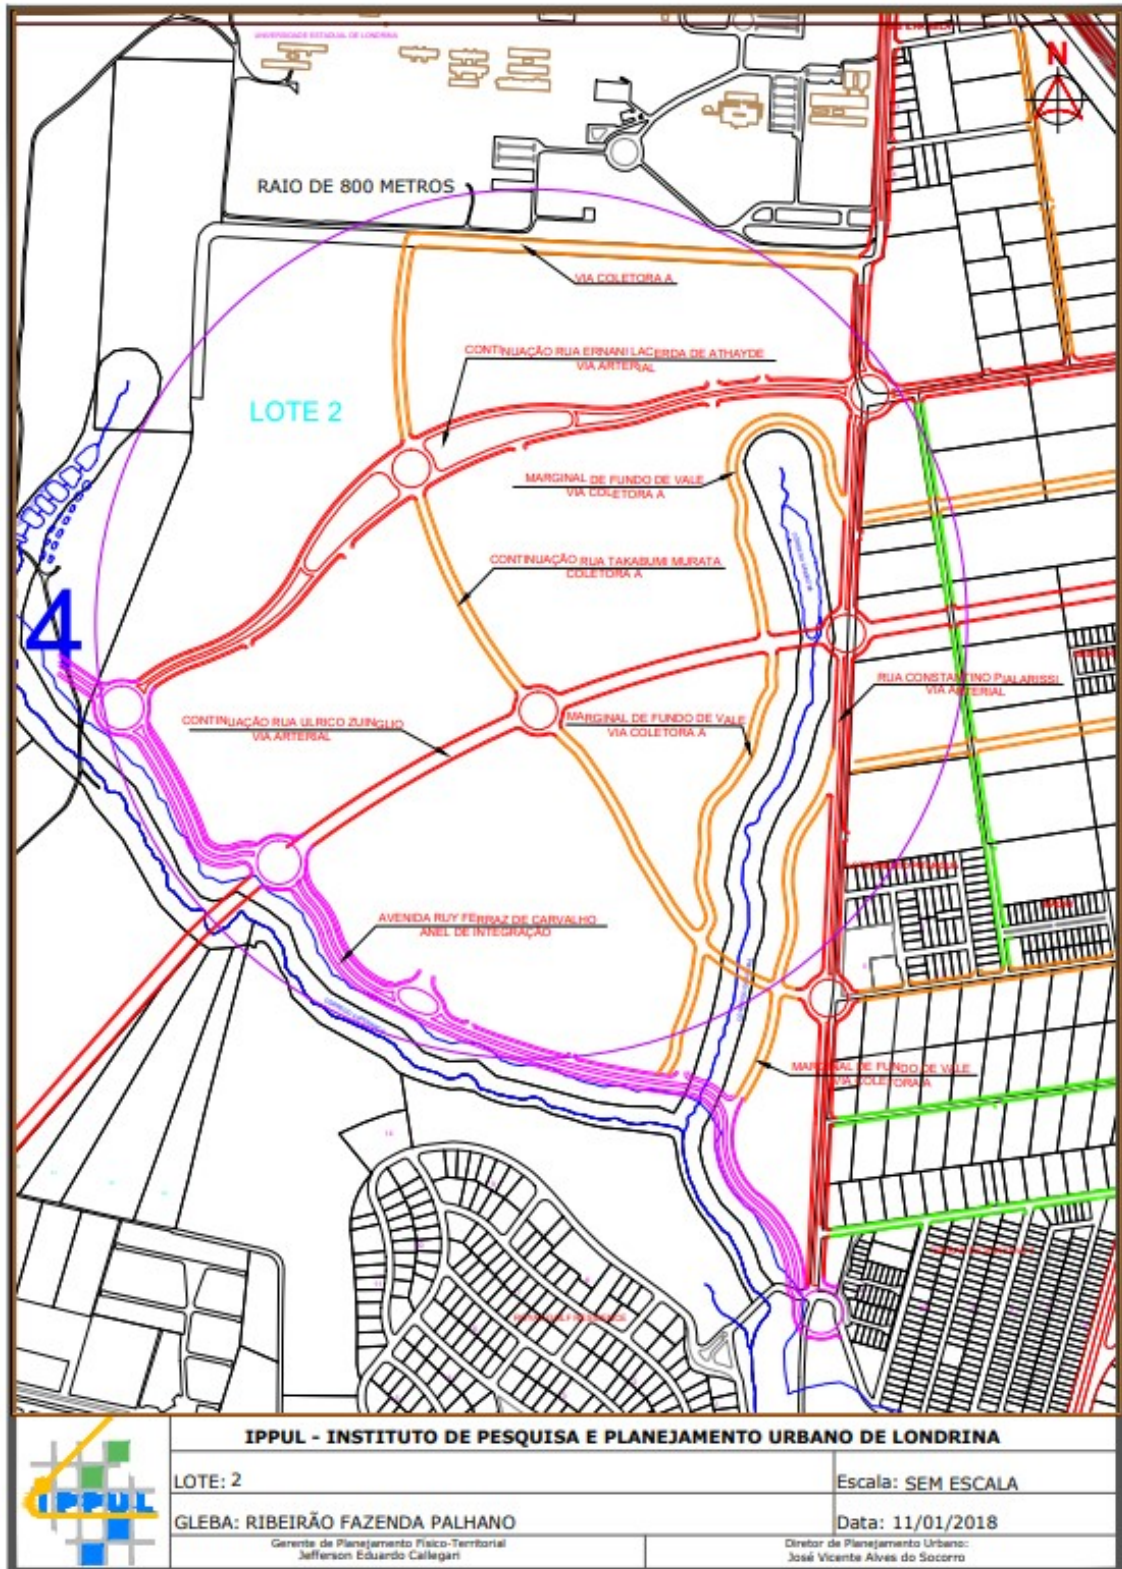 UNIVERSIDADE ESTADUAL DE LONDRINA
N
RAIO DE 800 METROS
VIA COLETORA A
CONTINUAÇÃO RUA ERNANI LACERDA DE ATHAYDE
VIA ARTERIAL
LOTE 2
MARGINAL DE FUNDO DE VALE
VIA COLETORA A
CONTINUAÇÃO RUA TAKABUMI MURATA
COLETORA A
4
RUA CONSTANTINO PIALARISSI
VIA ARTERIAL
CONTINUAÇÃO RUA ULRICO ZUINGLIO
VIA ARTERIAL
MARGINAL DE FUNDO DE VALE
VIA COLETORA A
AVENIDA RUY FERRAZ DE CARVALHO
ANEL DE INTEGRAÇÃO
MARGINAL DE FUNDO DE VALE
VIA COLETORA A
IPPUL
IPPUL - INSTITUTO DE PESQUISA E PLANEJAMENTO URBANO DE LONDRINA
LOTE: 2
Escala: SEM ESCALA
GLEBA: RIBEIRÃO FAZENDA PALHANO
Data: 11/01/2018
Gerente de Planejamento Físico-Territorial
Jefferson Eduardo Callegari
Diretor de Planejamento Urbano:
José Vicente Alves do Socorro